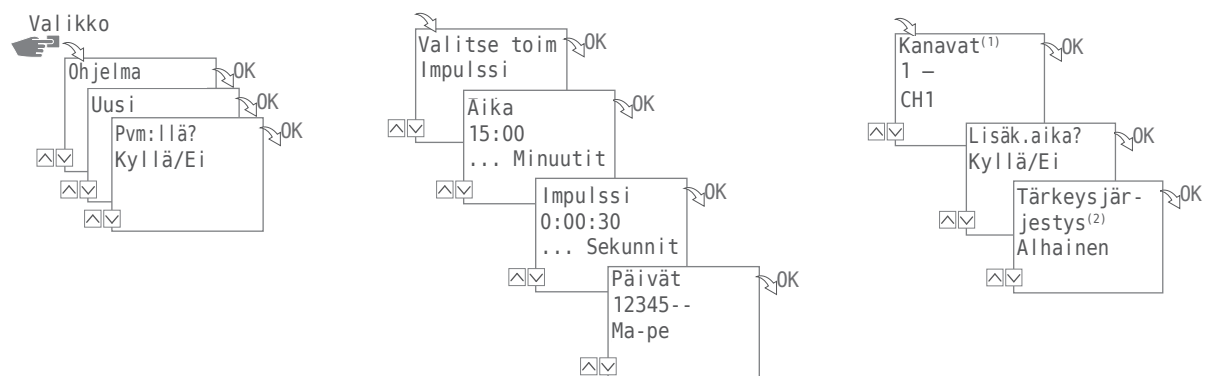 Valikko
Ohjelma
OK
Uusi
OK
Pvm:llä?
OK
Kyllä/Ei
Valitse toim
OK
Impulssi
Aika
OK
15:00
... Minuutit
Impulssi
OK
0:00:30
... Sekunnit
Päivät
OK
12345--
Ma-pe
Kanavat(1)
OK
1 –
CH1
Lisäk.aika?
OK
Kyllä/Ei
Tärkeysjär-
OK
jestys(2)
Alhainen